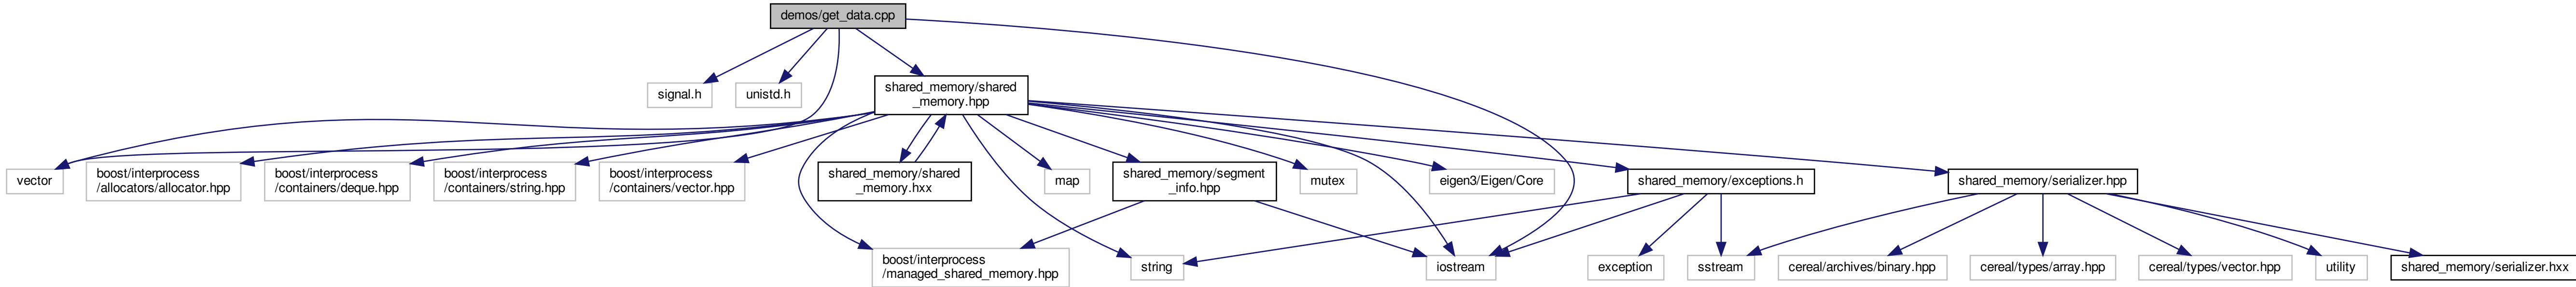 demos/get_data.cpp
signal.h
unistd.h
shared_memory/shared
_memory.hpp
vector
boost/interprocess
/allocators/allocator.hpp
boost/interprocess
/containers/deque.hpp
boost/interprocess
/containers/string.hpp
boost/interprocess
/containers/vector.hpp
shared_memory/shared
_memory.hxx
map
shared_memory/segment
_info.hpp
mutex
eigen3/Eigen/Core
shared_memory/exceptions.h
shared_memory/serializer.hpp
boost/interprocess
/managed_shared_memory.hpp
string
iostream
exception
sstream
cereal/archives/binary.hpp
cereal/types/array.hpp
cereal/types/vector.hpp
utility
shared_memory/serializer.hxx